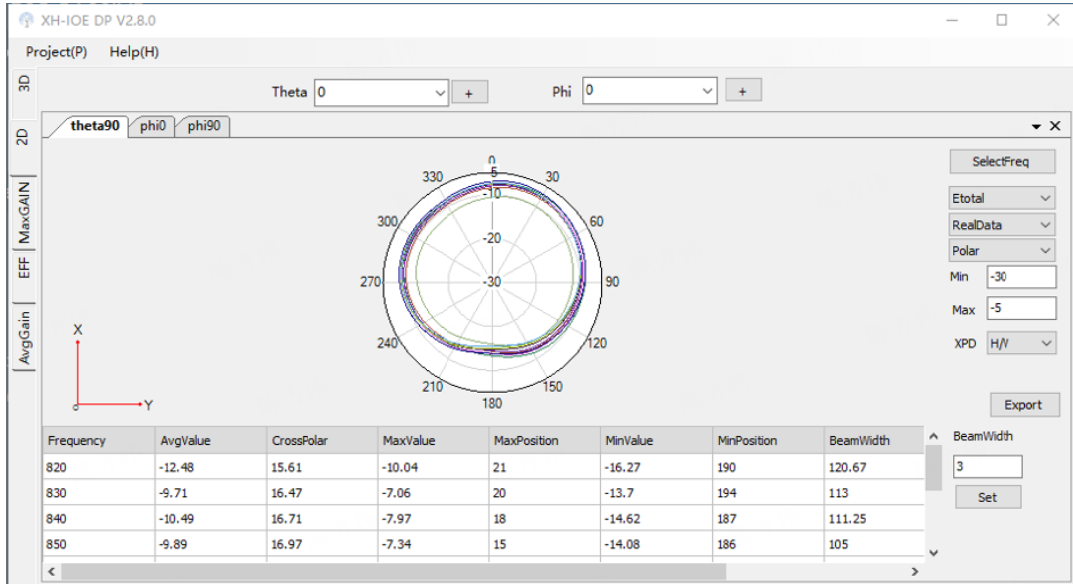 XH-IOE DP V2.8.0
Project(P) Help(H)
3D
2D
MaxGAIN
EFF
AvgGain
Theta 0 + Phi 0 +
theta90 phi0 phi90
0
5
-10
-20
-30
30
60
90
120
150
180
210
240
270
300
330
X
o
Y
SelectFreq
Etotal
RealData
Polar
Min -30
Max -5
XPD H/V
Export
BeamWidth
3
Set
Frequency AvgValue CrossPolar MaxValue MaxPosition MinValue MinPosition BeamWidth
820 -12.48 15.61 -10.04 21 -16.27 190 120.67
830 -9.71 16.47 -7.06 20 -13.7 194 113
840 -10.49 16.71 -7.97 18 -14.62 187 111.25
850 -9.89 16.97 -7.34 15 -14.08 186 105